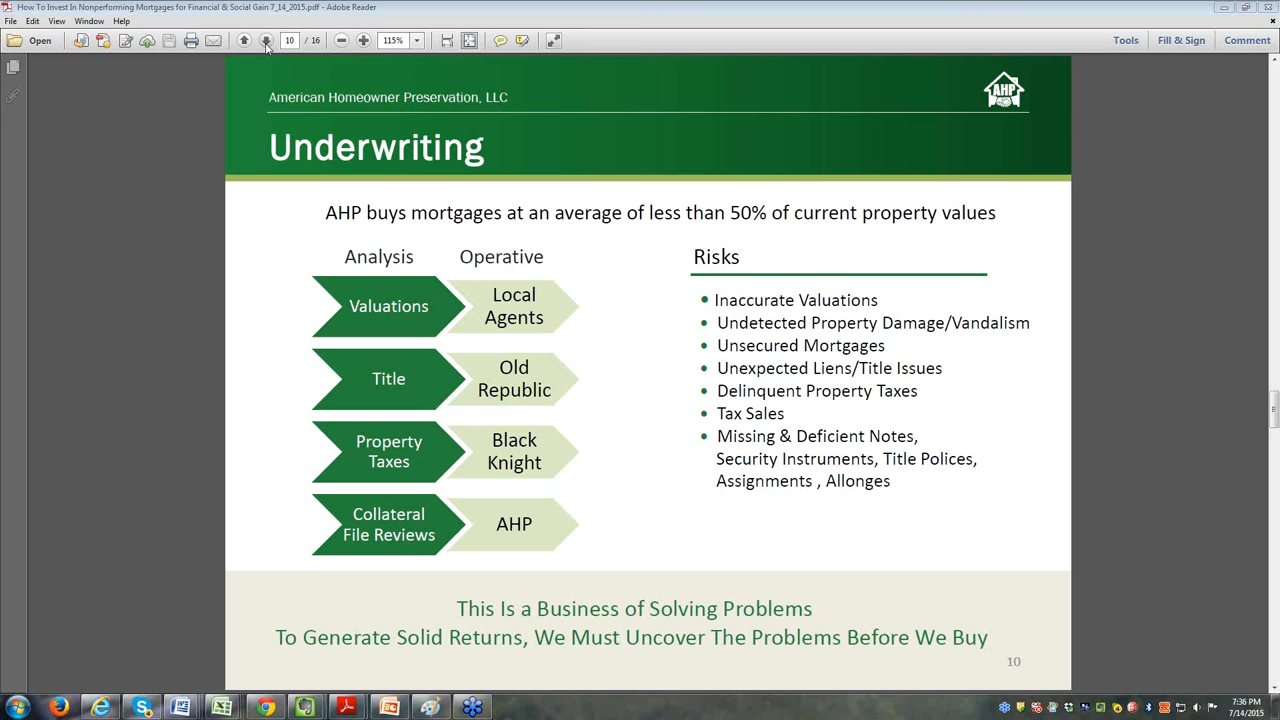 How To Invest In Nonperforming Mortgages for Financial & Social Gain 7_14_2015.pdf - Adobe Reader
File Edit View Window Help
Open 10 / 16 115% Tools Fill & Sign Comment
American Homeowner Preservation, LLC
AHP
Underwriting
AHP buys mortgages at an average of less than 50% of current property values
Analysis Operative
Valuations
Local
Agents
Title
Old
Republic
Property
Taxes
Black
Knight
Collateral
File Reviews
AHP
Risks
• Inaccurate Valuations
• Undetected Property Damage/Vandalism
• Unsecured Mortgages
• Unexpected Liens/Title Issues
• Delinquent Property Taxes
• Tax Sales
• Missing & Deficient Notes,
Security Instruments, Title Polices,
Assignments , Allonges
This Is a Business of Solving Problems
To Generate Solid Returns, We Must Uncover The Problems Before We Buy
10
7:36 PM
7/14/2015